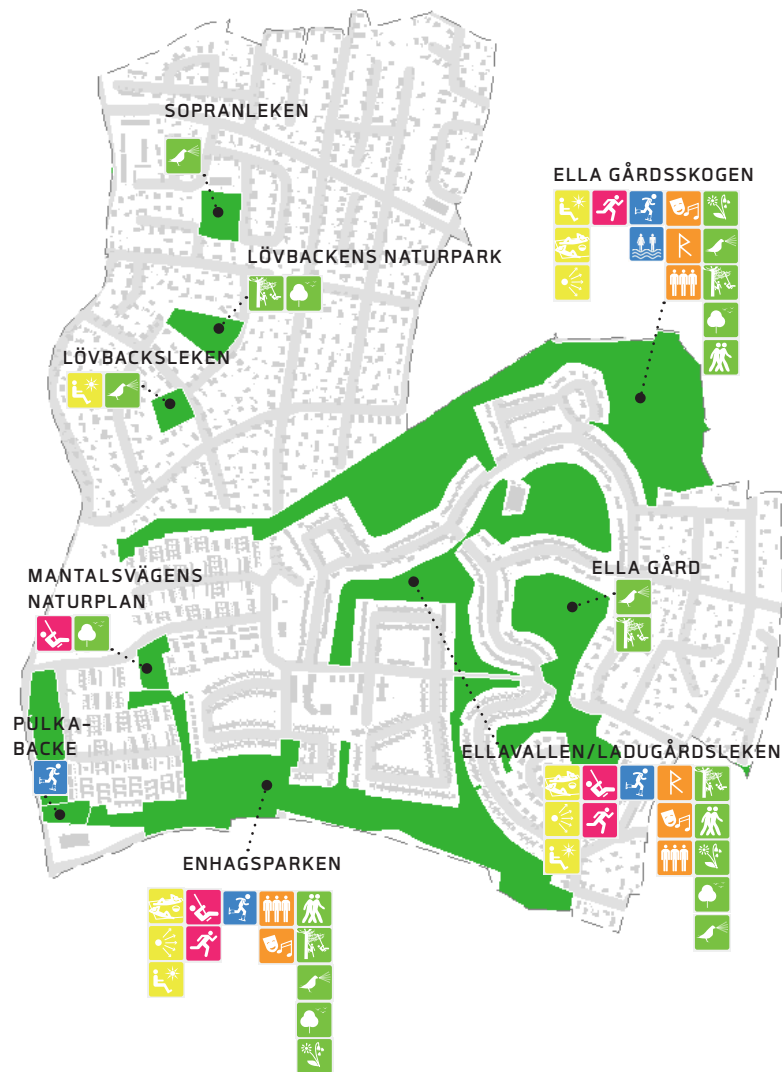 SOPRANLEKEN
ELLA GÅRDSSKOGEN
LÖVBACKENS NATURPARK
LÖVBACKSLEKEN
MANTALSVÄGENS
NATURPLAN
ELLA GÅRD
PULKA-
BACKE
ELLAVALLEN/LADUGÅRDSLEKEN
ENHAGSPARKEN